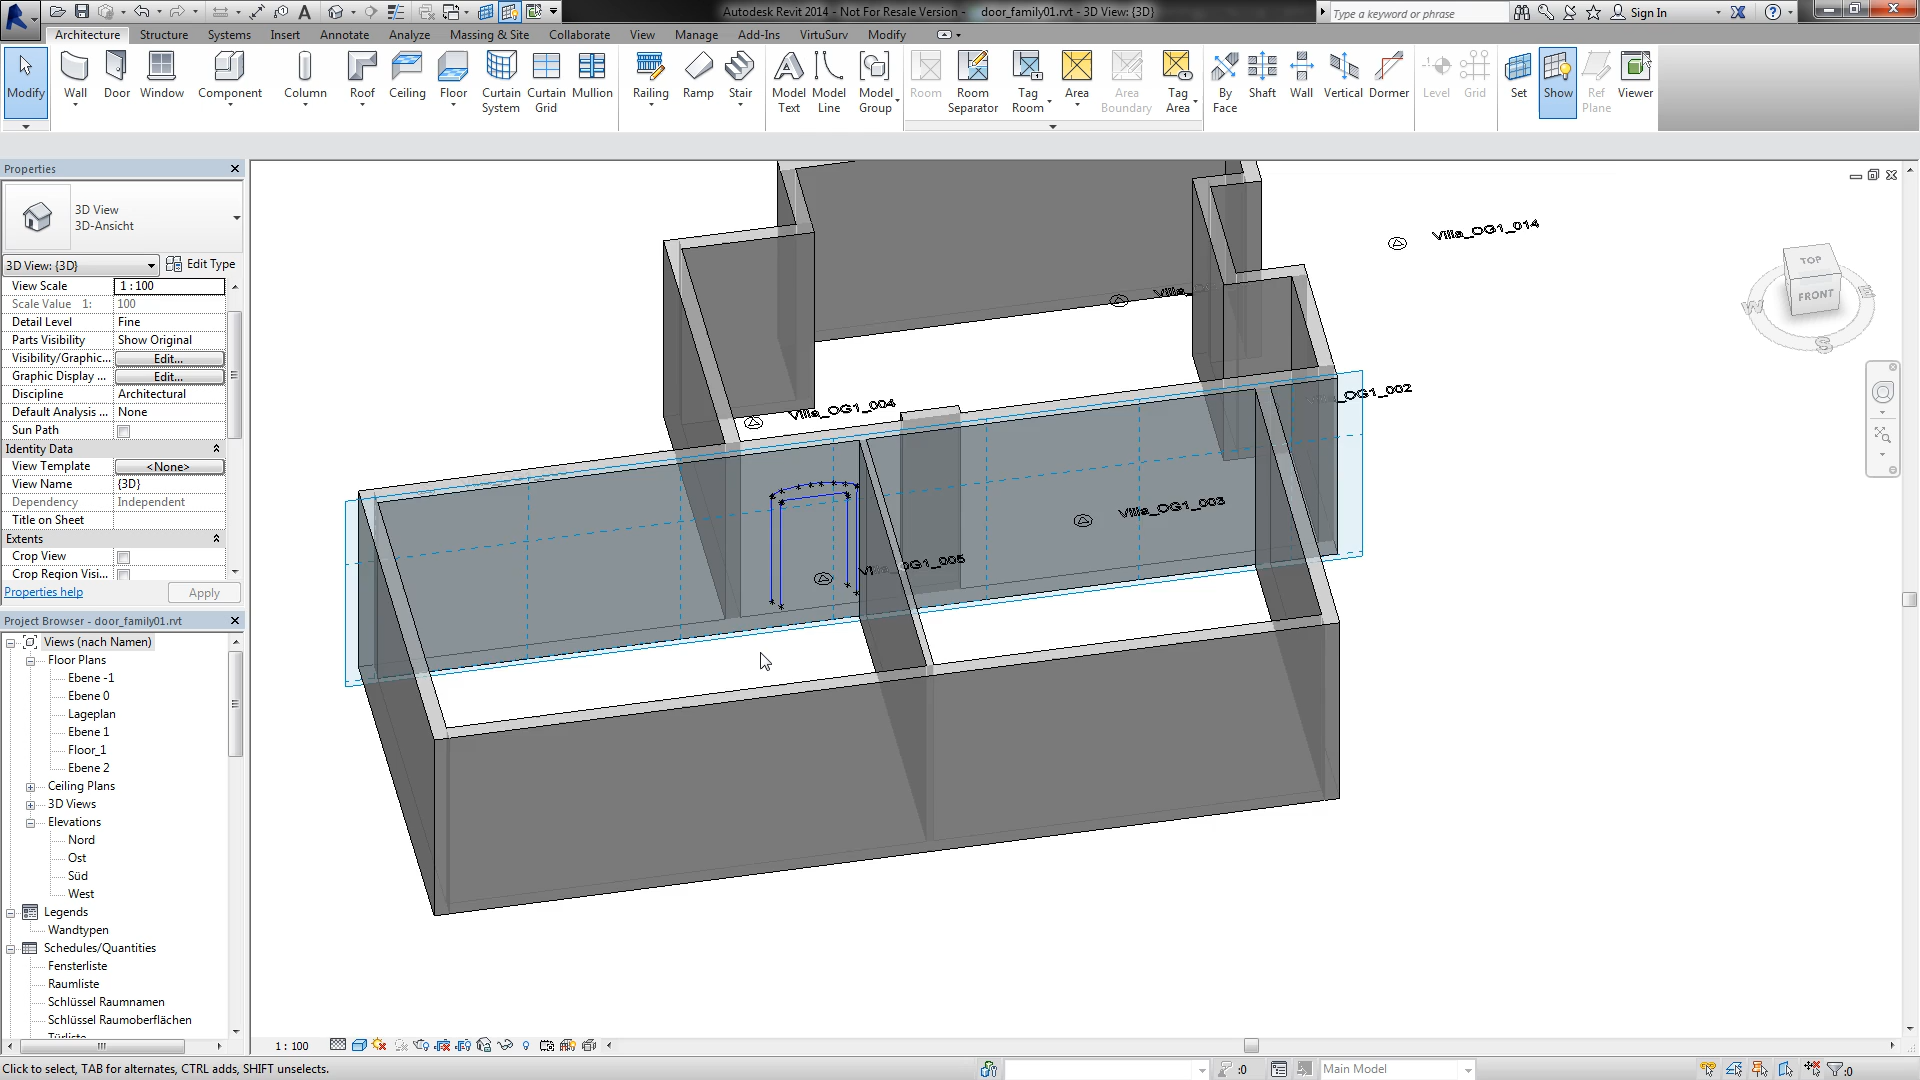 Autodesk Revit 2014 - Not For Resale Version - door_family01.rvt - 3D View: {3D}
Type a keyword or phrase
Sign In
Architecture Structure Systems Insert Annotate Analyze Massing & Site Collaborate View Manage Add-Ins VirtuSurv Modify
Modify
Wall
Door
Window
Component
Column
Roof
Ceiling
Floor
Curtain System
Curtain Grid
Mullion
Railing
Ramp
Stair
Model Text
Model Line
Model Group
Room
Room Separator
Tag Room
Area
Area Boundary
Tag Area
By Face
Shaft
Wall
Vertical
Dormer
Level
Grid
Set
Show
Ref Plane
Viewer
Properties
3D View
3D-Ansicht
3D View: {3D}
Edit Type
View Scale 1 : 100
Scale Value 1: 100
Detail Level Fine
Parts Visibility Show Original
Visibility/Graphic... Edit...
Graphic Display ... Edit...
Discipline Architectural
Default Analysis ... None
Sun Path
Identity Data
View Template <None>
View Name {3D}
Dependency Independent
Title on Sheet
Extents
Crop View
Crop Region Visi...
Properties help
Apply
Project Browser - door_family01.rvt
Views (nach Namen)
Floor Plans
Ebene -1
Ebene 0
Lageplan
Ebene 1
Floor_1
Ebene 2
Ceiling Plans
3D Views
Elevations
Nord
Ost
Süd
West
Legends
Wandtypen
Schedules/Quantities
Fensterliste
Raumliste
Schlüssel Raumnamen
Schlüssel Raumoberflächen
Türliste
Villa_OG1_014
Villa_OG1_002
Villa_OG1_004
Villa_OG1_003
TOP
FRONT
W
E
S
1 : 100
Click to select, TAB for alternates, CTRL adds, SHIFT unselects.
:0
Main Model
:0